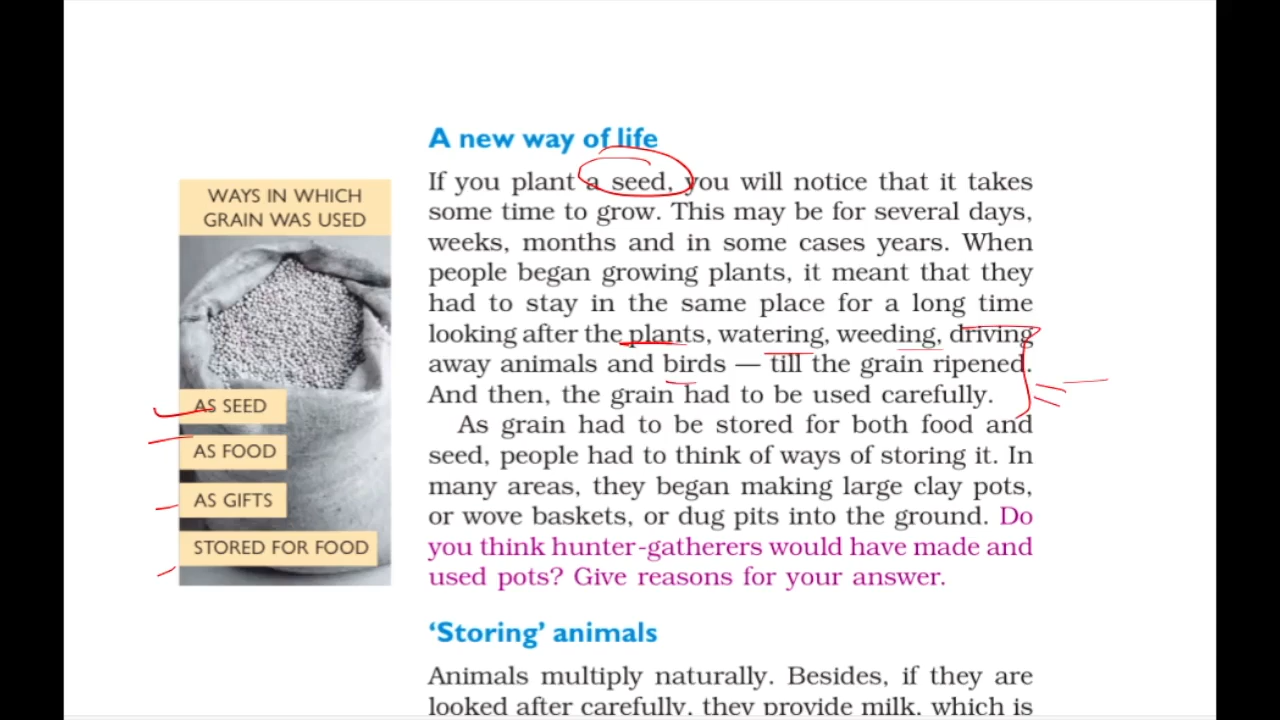 A new way of life
If you plant a seed, you will notice that it takes
some time to grow. This may be for several days,
weeks, months and in some cases years. When
people began growing plants, it meant that they
had to stay in the same place for a long time
looking after the plants, watering, weeding, driving
away animals and birds — till the grain ripened.
And then, the grain had to be used carefully.
As grain had to be stored for both food and
seed, people had to think of ways of storing it. In
many areas, they began making large clay pots,
or wove baskets, or dug pits into the ground. Do
you think hunter-gatherers would have made and
used pots? Give reasons for your answer.
WAYS IN WHICH
GRAIN WAS USED
AS SEED
AS FOOD
AS GIFTS
STORED FOR FOOD
‘Storing’ animals
Animals multiply naturally. Besides, if they are
looked after carefully, they provide milk, which is